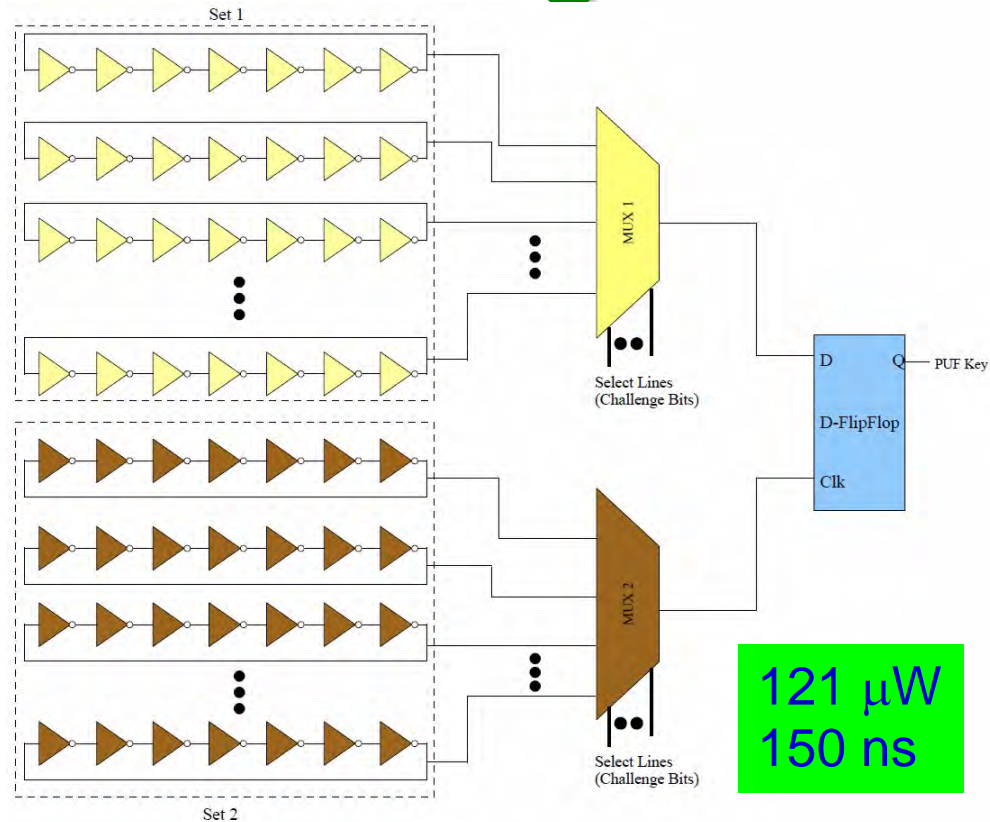 Set 1
MUX 1
Select Lines
(Challenge Bits)
D
Q
PUF Key
D-FlipFlop
Clk
MUX 2
Select Lines
(Challenge Bits)
121 μW
150 ns
Set 2